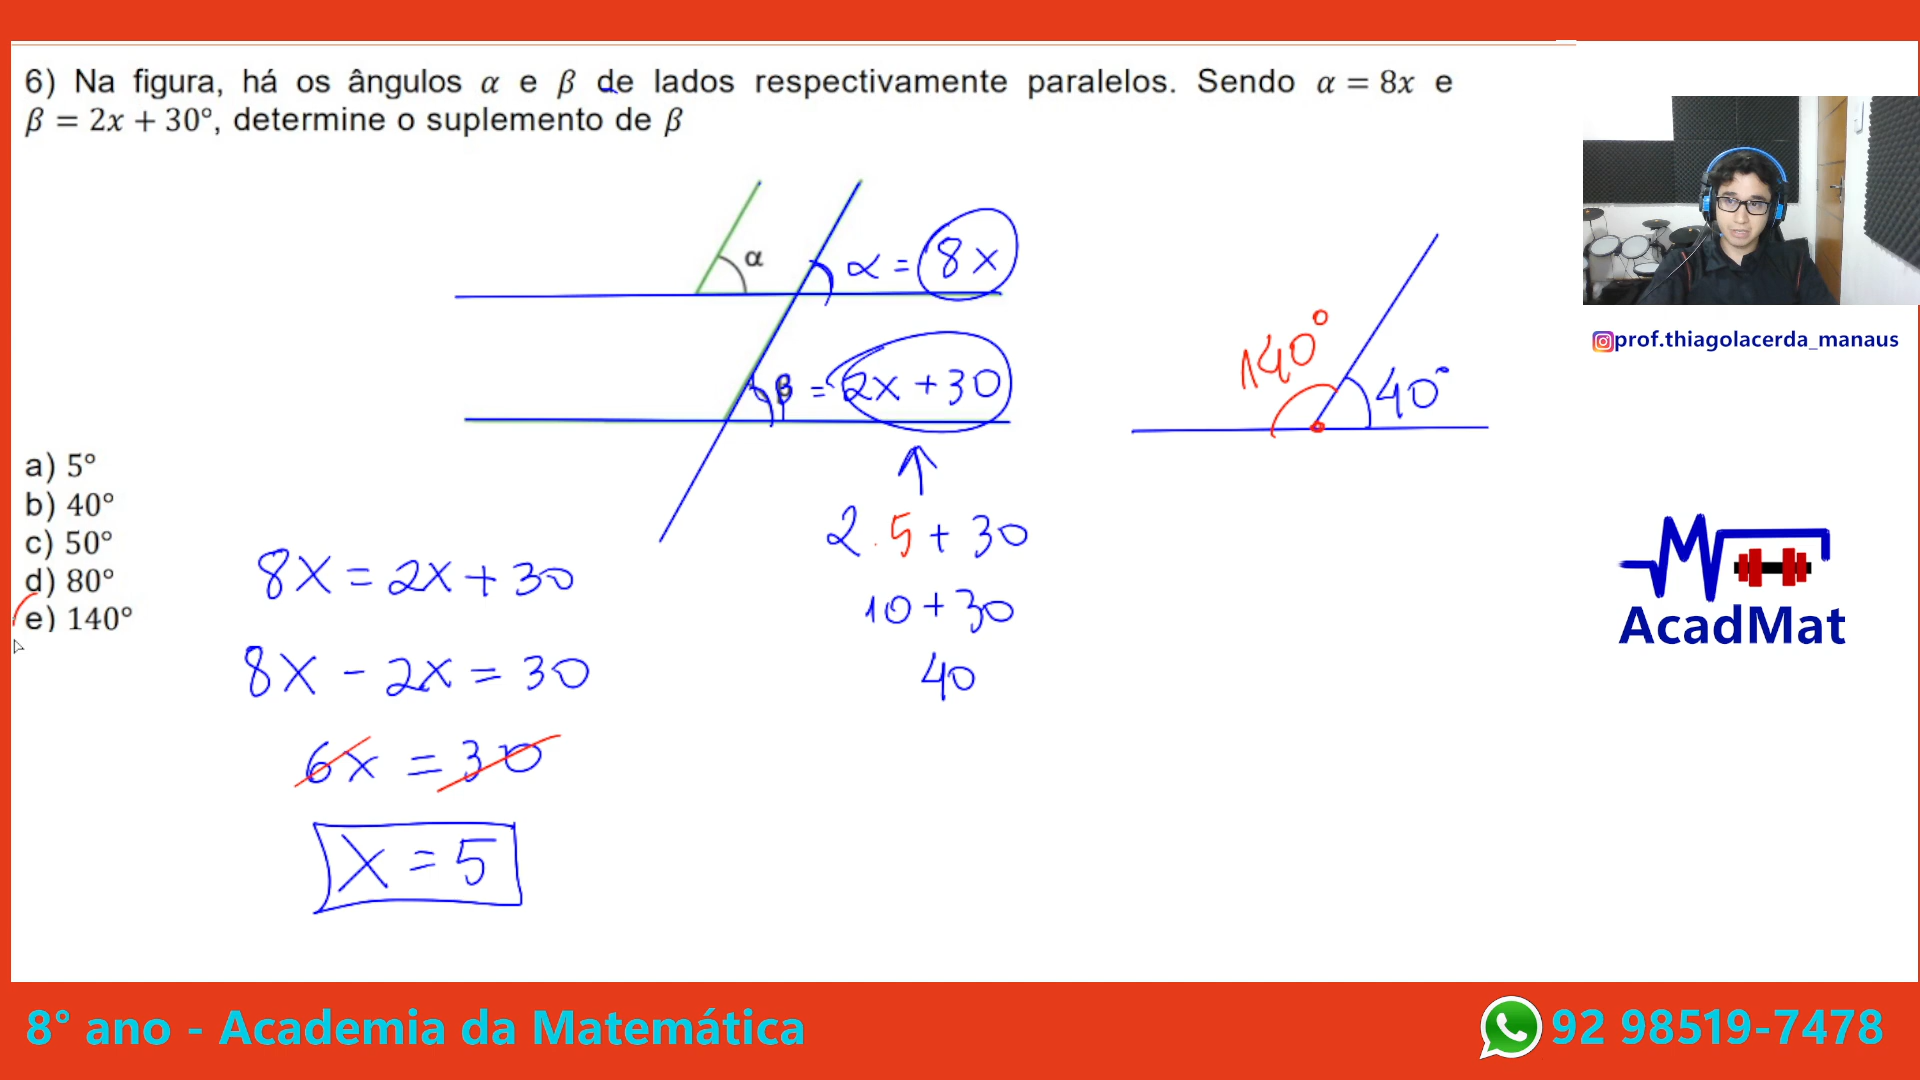 6) Na figura, há os ângulos α e β de lados respectivamente paralelos. Sendo α = 8x e
β = 2x + 30°, determine o suplemento de β
α
α = 8x
β = 2x + 30
140°
40°
prof.thiagolacerda_manaus
a) 5°
b) 40°
c) 50°
d) 80°
e) 140°
8x = 2x + 30
8x - 2x = 30
6x = 30
x = 5
2.5 + 30
10 + 30
40
AcadMat
8° ano - Academia da Matemática
92 98519-7478